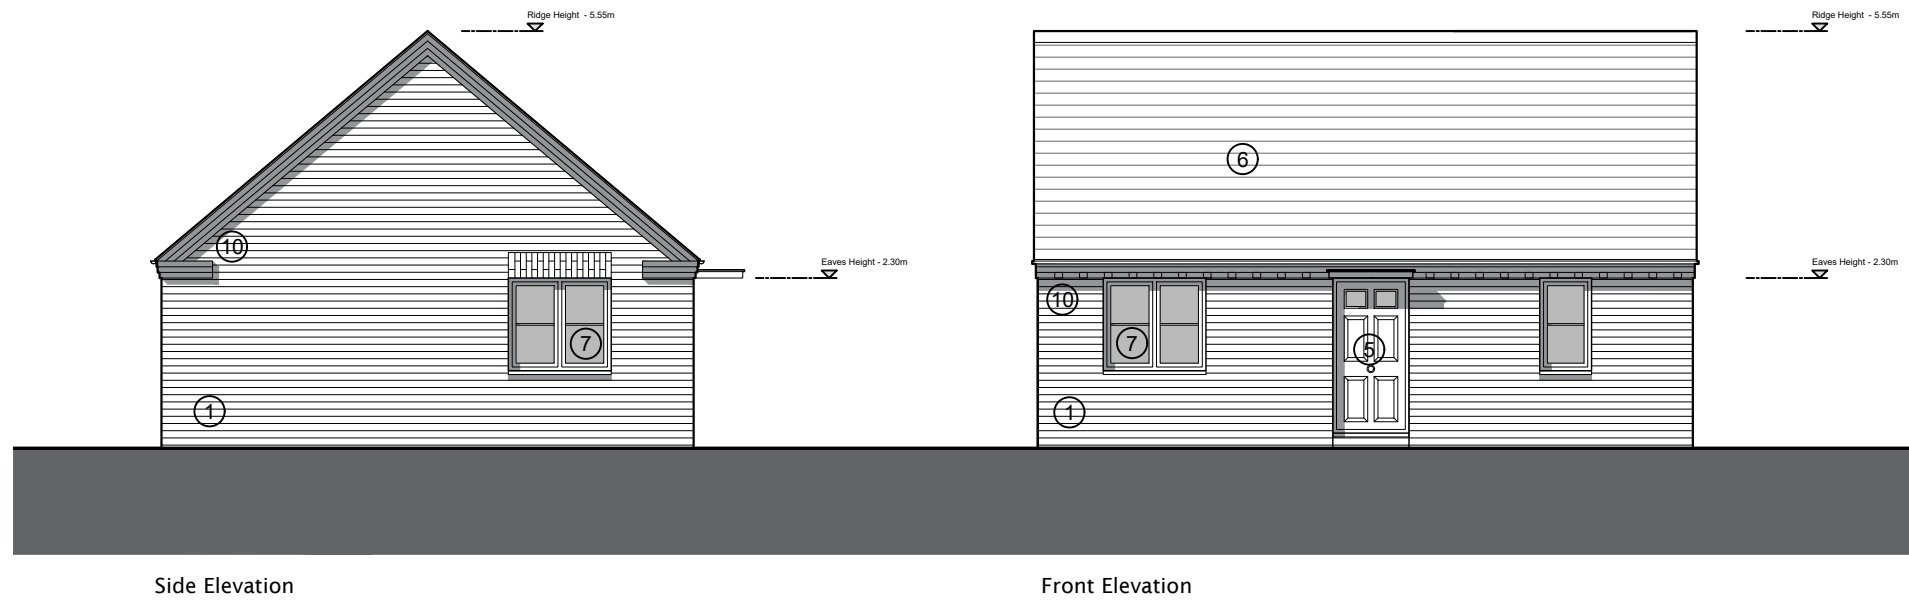 Ridge Height - 5.55m
Ridge Height - 5.55m
6
10
Eaves Height - 2.30m
Eaves Height - 2.30m
10
7
7
5
1
1
Side Elevation
Front Elevation